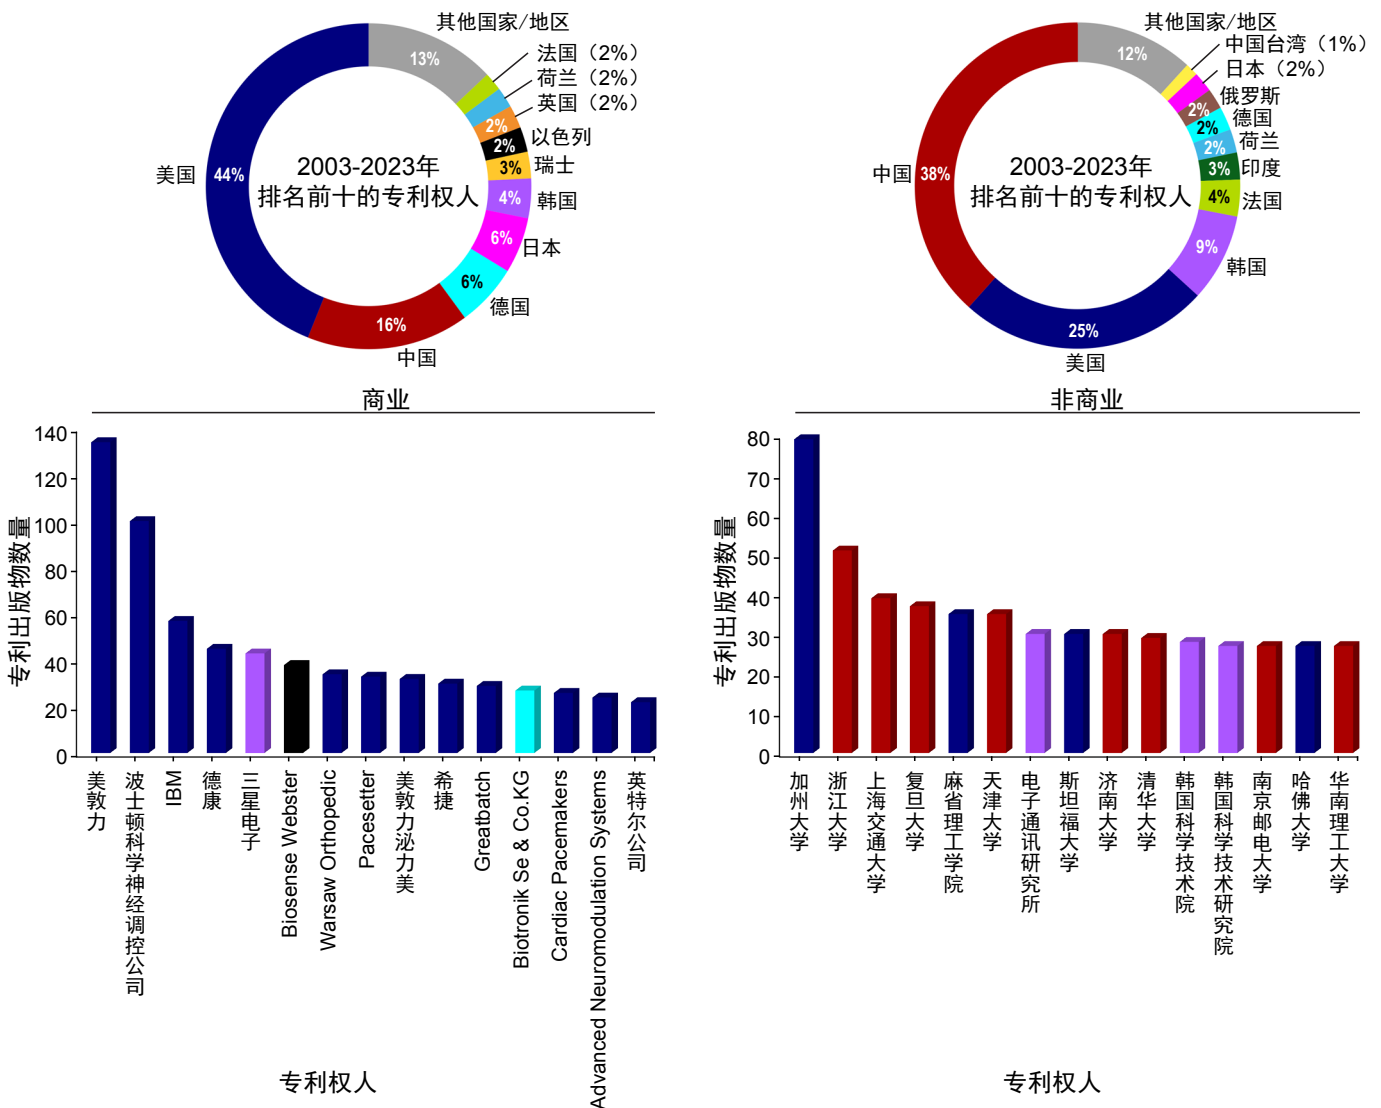 其他国家/地区
法国（2%）
荷兰（2%）
英国（2%）
以色列
瑞士
韩国
日本
德国
中国
美国
13%
2%
2%
3%
4%
6%
6%
16%
44%
2003-2023年
排名前十的专利权人
其他国家/地区
中国台湾（1%）
日本（2%）
俄罗斯
德国
荷兰
印度
法国
韩国
美国
中国
12%
2%
2%
2%
3%
4%
9%
25%
38%
2003-2023年
排名前十的专利权人
商业
专利出版物数量
140
120
100
80
60
40
20
0
美敦力
波士顿科学神经调控公司
IBM
德康
三星电子
Biosense Webster
Warsaw Orthopedic
Pacesetter
美敦力泌力美
希捷
Greatbatch
Biotronik Se & Co.KG
Cardiac Pacemakers
Advanced Neuromodulation Systems
英特尔公司
专利权人
非商业
专利出版物数量
80
70
60
50
40
30
20
10
0
加州大学
浙江大学
上海交通大学
复旦大学
麻省理工学院
天津大学
电子通讯研究所
斯坦福大学
济南大学
清华大学
韩国科学技术院
韩国科学技术研究院
南京邮电大学
哈佛大学
华南理工大学
专利权人